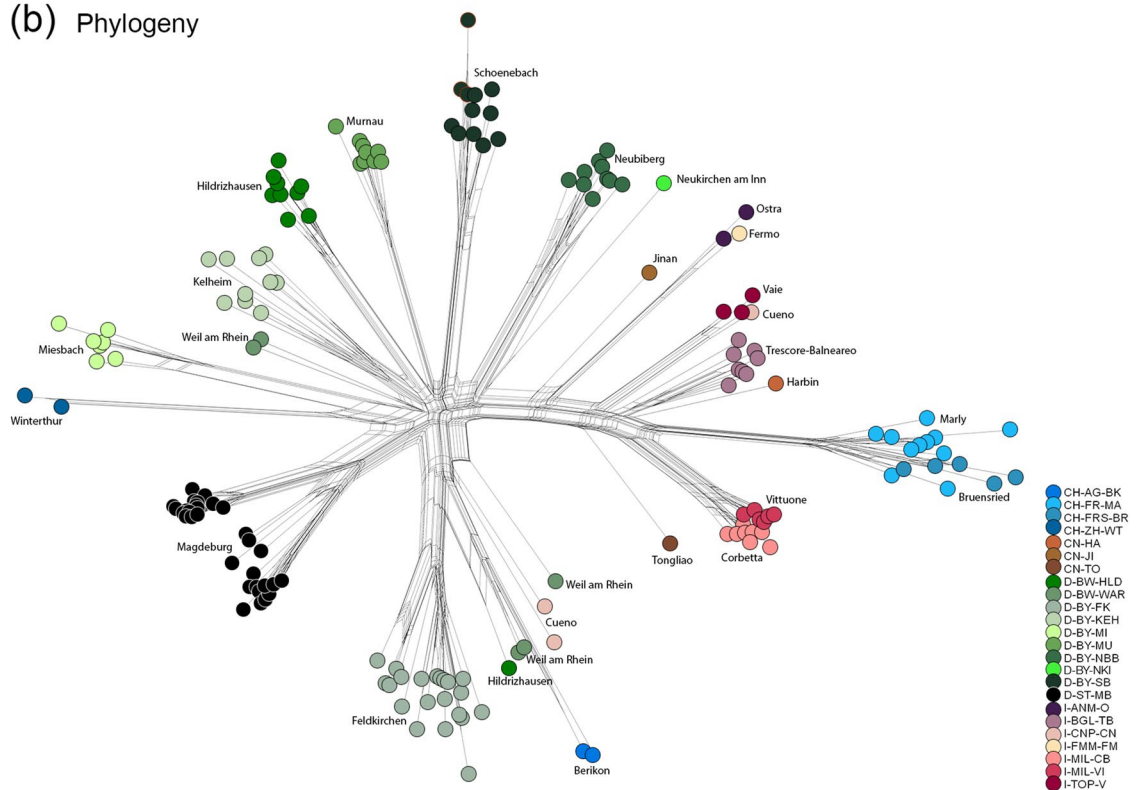 (b) Phylogeny
Schoenebach
Murnau
Neubiberg
Hildrizhausen
Neukirchen am Inn
Ostra
Fermo
Jinan
Kelheim
Vaie
Cueno
Weil am Rhein
Miesbach
Trescore-Balneareo
Harbin
Winterthur
Marly
Bruensried
Vittuone
Magdeburg
Tongliao
Corbetta
Weil am Rhein
Cueno
Weil am Rhein
Hildrizhausen
Feldkirchen
Berikon
CH-AG-BK
CH-FR-MA
CH-FRS-BR
CH-ZH-WT
CN-HA
CN-JI
CN-TO
D-BW-HLD
D-BW-WAR
D-BY-FK
D-BY-KEH
D-BY-MI
D-BY-MU
D-BY-NBB
D-BY-NKI
D-BY-SB
D-ST-MB
I-ANM-O
I-BGL-TB
I-CNP-CN
I-FMM-FM
I-MIL-CB
I-MIL-VI
I-TOP-V